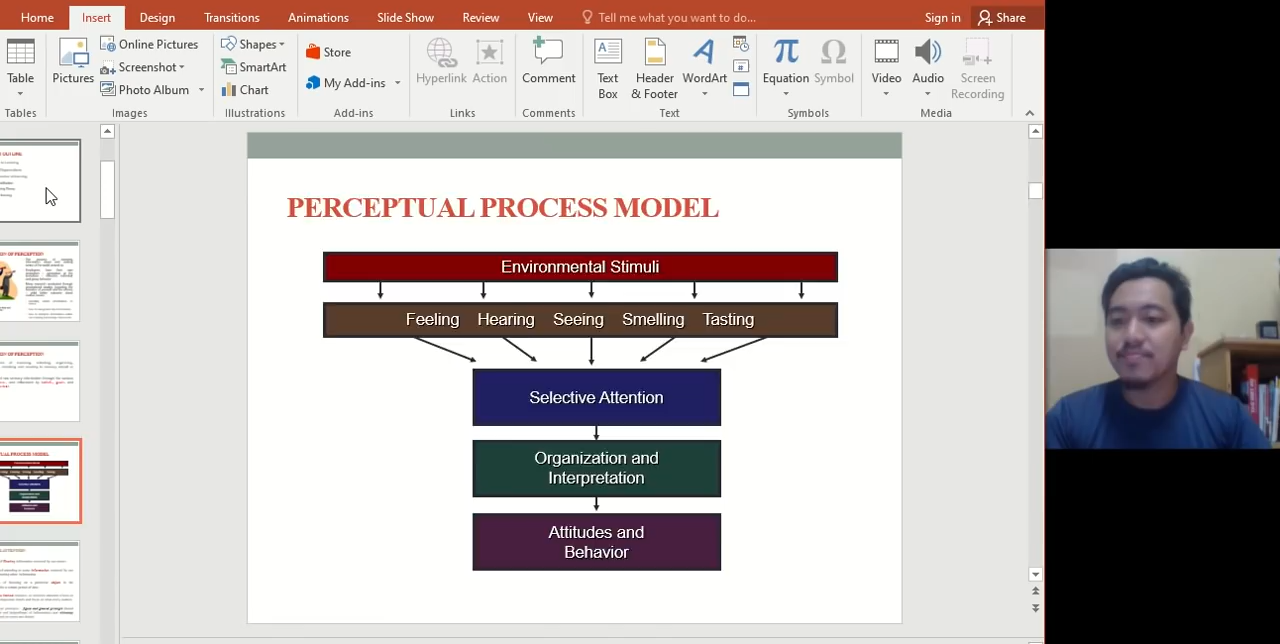 Home Insert Design Transitions Animations Slide Show Review View Tell me what you want to do... Sign in Share
Table
Pictures
Online Pictures
Screenshot
Photo Album
Shapes
SmartArt
Chart
Store
My Add-ins
Hyperlink
Action
Comment
Text
Box
Header
& Footer
WordArt
Equation
Symbol
Video
Audio
Screen
Recording
Tables Images Illustrations Add-ins Links Comments Text Symbols Media
PERCEPTUAL PROCESS MODEL
Environmental Stimuli
Feeling Hearing Seeing Smelling Tasting
Selective Attention
Organization and
Interpretation
Attitudes and
Behavior